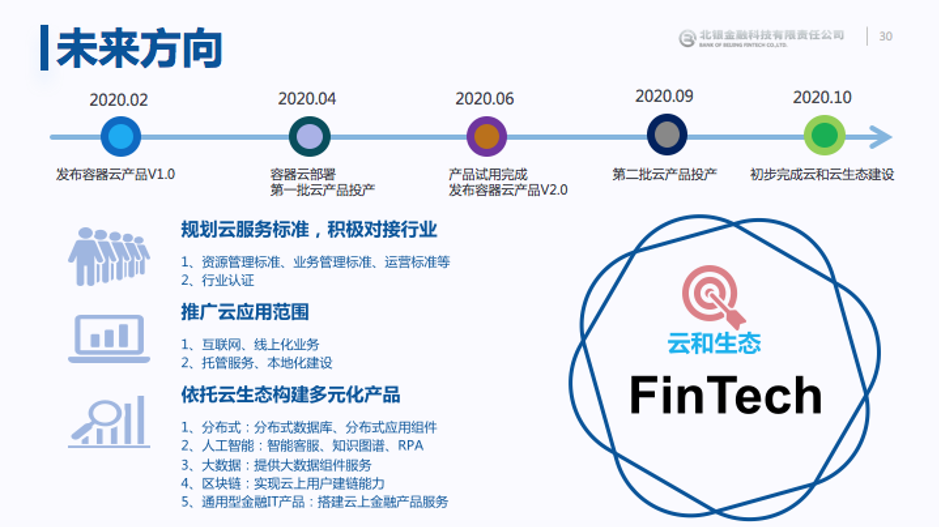 未来方向
北银金融科技有限责任公司
BANK OF BEIJING FINTECH CO.,LTD.
30
2020.02
2020.04
2020.06
2020.09
2020.10
发布容器云产品V1.0
容器云部署
第一批云产品投产
产品试用完成
发布容器云产品V2.0
第二批云产品投产
初步完成云和云生态建设
规划云服务标准，积极对接行业
1、资源管理标准、业务管理标准、运营标准等
2、行业认证
推广云应用范围
1、互联网、线上化业务
2、托管服务、本地化建设
依托云生态构建多元化产品
1、分布式：分布式数据库、分布式应用组件
2、人工智能：智能客服、知识图谱、RPA
3、大数据：提供大数据组件服务
4、区块链：实现云上用户建链能力
5、通用型金融IT产品：搭建云上金融产品服务
云和生态
FinTech